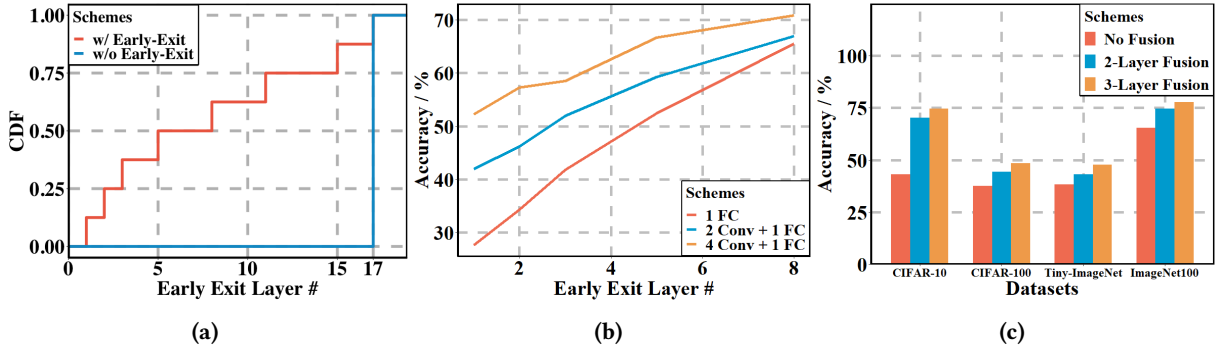 1.00
0.75
0.50
0.25
0.00
CDF
Schemes
w/ Early-Exit
w/o Early-Exit
0
5
10
15
17
Early Exit Layer #
(a)
70
60
50
40
30
Accuracy / %
Schemes
1 FC
2 Conv + 1 FC
4 Conv + 1 FC
2
4
6
8
Early Exit Layer #
(b)
100
75
50
25
0
Accuracy / %
Schemes
No Fusion
2-Layer Fusion
3-Layer Fusion
CIFAR-10
CIFAR-100
Tiny-ImageNet
ImageNet100
Datasets
(c)